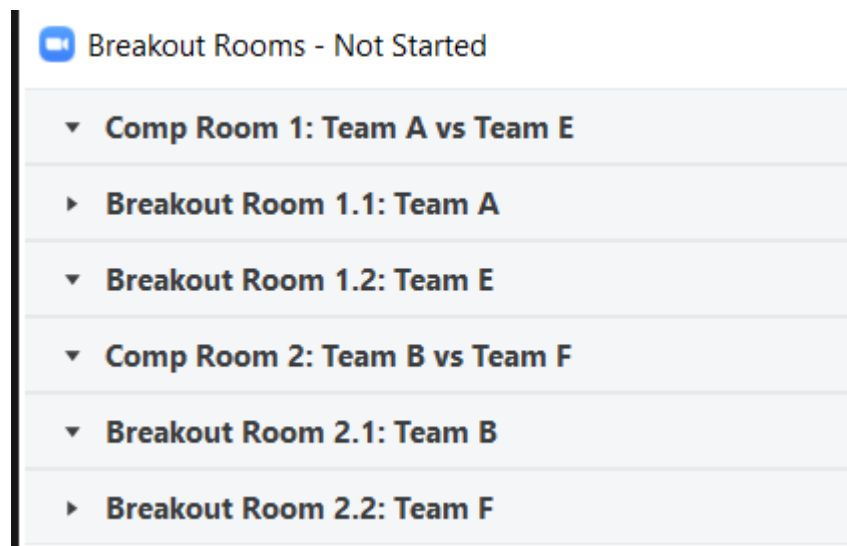 Breakout Rooms - Not Started
Comp Room 1: Team A vs Team E
Breakout Room 1.1: Team A
Breakout Room 1.2: Team E
Comp Room 2: Team B vs Team F
Breakout Room 2.1: Team B
Breakout Room 2.2: Team F